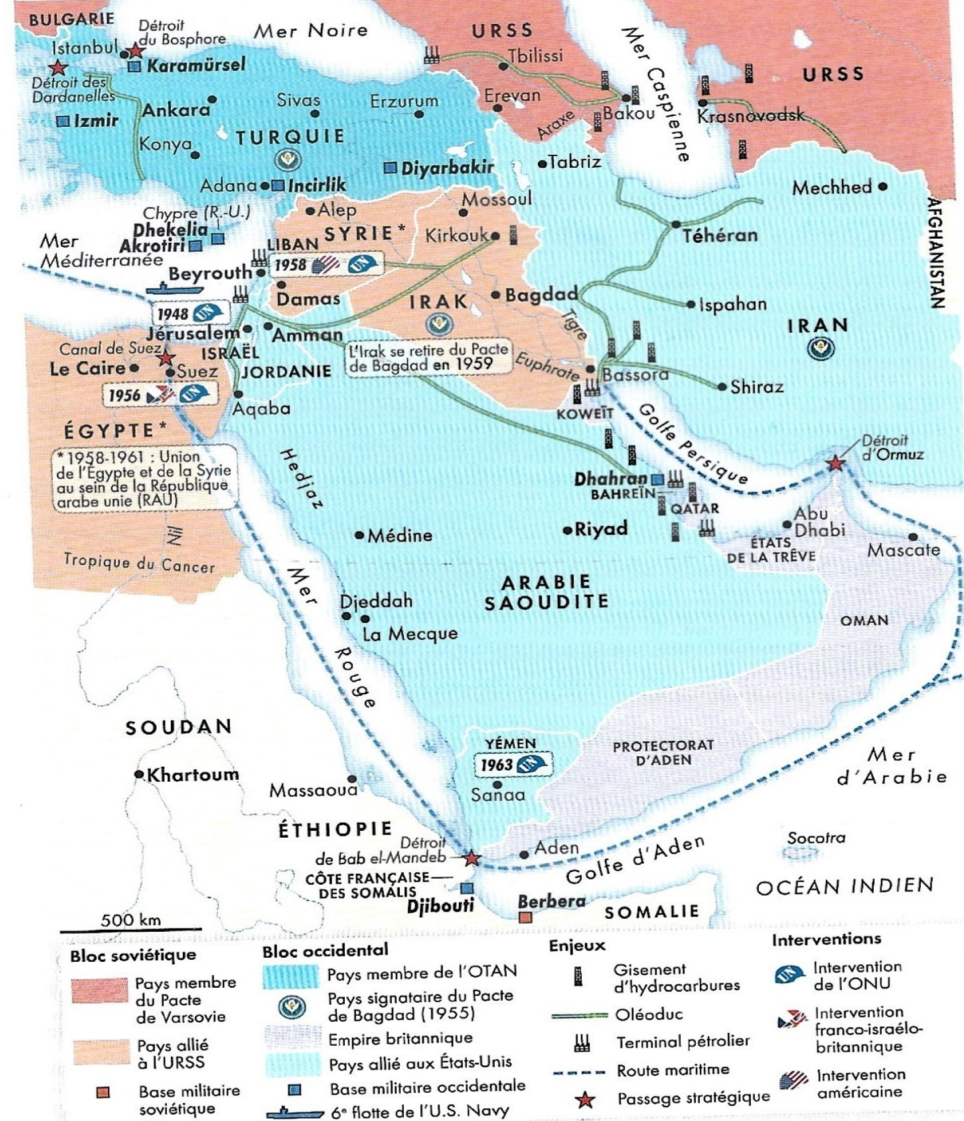 BULGARIE
Istanbul
Détroit
du Bosphore
Karamürsel
Mer Noire
URSS
Tbilissi
Mer Caspienne
URSS
Détroit des
Dardanelles
Izmir
Ankara
Sivas
Erzurum
Erevan
Araxe
Bakou
Krasnovodsk
Konya
TURQUIE
Diyarbakir
Tabriz
Mechhed
Adana
Incirlik
AFGHANISTAN
Chypre (R.-U.)
Dhekelia
Akrotiri
Alep
Mossoul
SYRIE*
Kirkouk
Téhéran
Mer
Méditerranée
LIBAN
Beyrouth
1958
UN
Damas
IRAK
Bagdad
Ispahan
1948
UN
Jérusalem
Amman
Tigre
IRAN
Canal de Suez
ISRAËL
L'Irak se retire du Pacte
de Bagdad en 1959
Euphrate
Bassora
Le Caire
Suez
JORDANIE
Shiraz
1956
UN
Aqaba
KOWEÏT
Golfe Persique
ÉGYPTE*
Détroit
d'Ormuz
*1958-1961 : Union
de l'Égypte et de la Syrie
au sein de la République
arabe unie (RAU)
Hedjaz
Dhahran
BAHREÏN
QATAR
Nil
Médine
Riyad
Abu
Dhabi
ÉTATS
DE LA TRÊVE
Mascate
Tropique du Cancer
Mer
Rouge
ARABIE
SAOUDITE
Djeddah
La Mecque
OMAN
SOUDAN
Khartoum
YÉMEN
1963
UN
Sanaa
PROTECTORAT
D'ADEN
Mer
d'Arabie
Massaoua
ÉTHIOPIE
Détroit
de Bab el-Mandeb
Aden
Golfe d'Aden
Socotra
CÔTE FRANÇAISE
DES SOMALIS
Djibouti
Berbera
SOMALIE
OCÉAN INDIEN
500 km
Bloc soviétique
Pays membre
du Pacte
de Varsovie
Pays allié
à l'URSS
Base militaire
soviétique
Bloc occidental
Pays membre de l'OTAN
Pays signataire du Pacte
de Bagdad (1955)
Empire britannique
Pays allié aux États-Unis
Base militaire occidentale
6e flotte de l'U.S. Navy
Enjeux
Gisement
d'hydrocarbures
Oléoduc
Terminal pétrolier
Route maritime
Passage stratégique
Interventions
UN
Intervention
de l'ONU
Intervention
franco-israélo-
britannique
Intervention
américaine